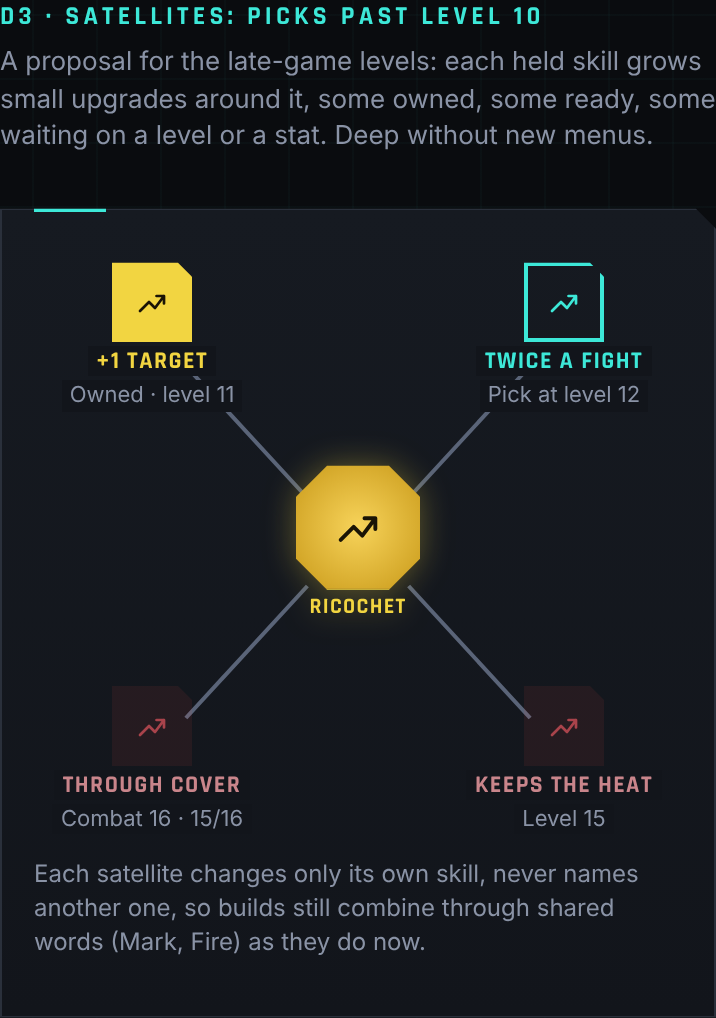 D3 · SATELLITES: PICKS PAST LEVEL 10
A proposal for the late-game levels: each held skill grows
small upgrades around it, some owned, some ready, some
waiting on a level or a stat. Deep without new menus.
+1 TARGET
Owned · level 11
TWICE A FIGHT
Pick at level 12
RICOCHET
THROUGH COVER
Combat 16 · 15/16
KEEPS THE HEAT
Level 15
Each satellite changes only its own skill, never names
another one, so builds still combine through shared
words (Mark, Fire) as they do now.